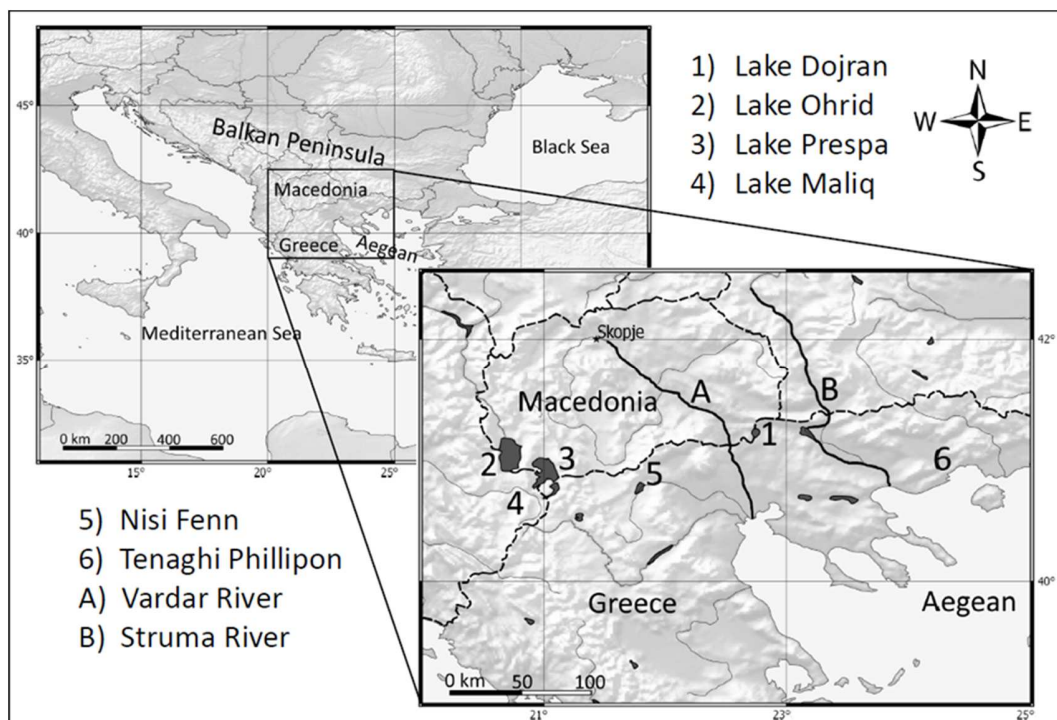 1) Lake Dojran
2) Lake Ohrid
3) Lake Prespa
4) Lake Maliq
N
W E
S
45°
40°
35°
Balkan Peninsula
Black Sea
Macedonia
Greece
Aegean
Mediterranean Sea
0 km 200 400 600
15° 20° 25°
5) Nisi Fenn
6) Tenaghi Phillipon
A) Vardar River
B) Struma River
Skopje
42°
A
B
Macedonia
1
2
3
5
6
4
40°
Greece
Aegean
0 km 50 100
21° 23° 25°